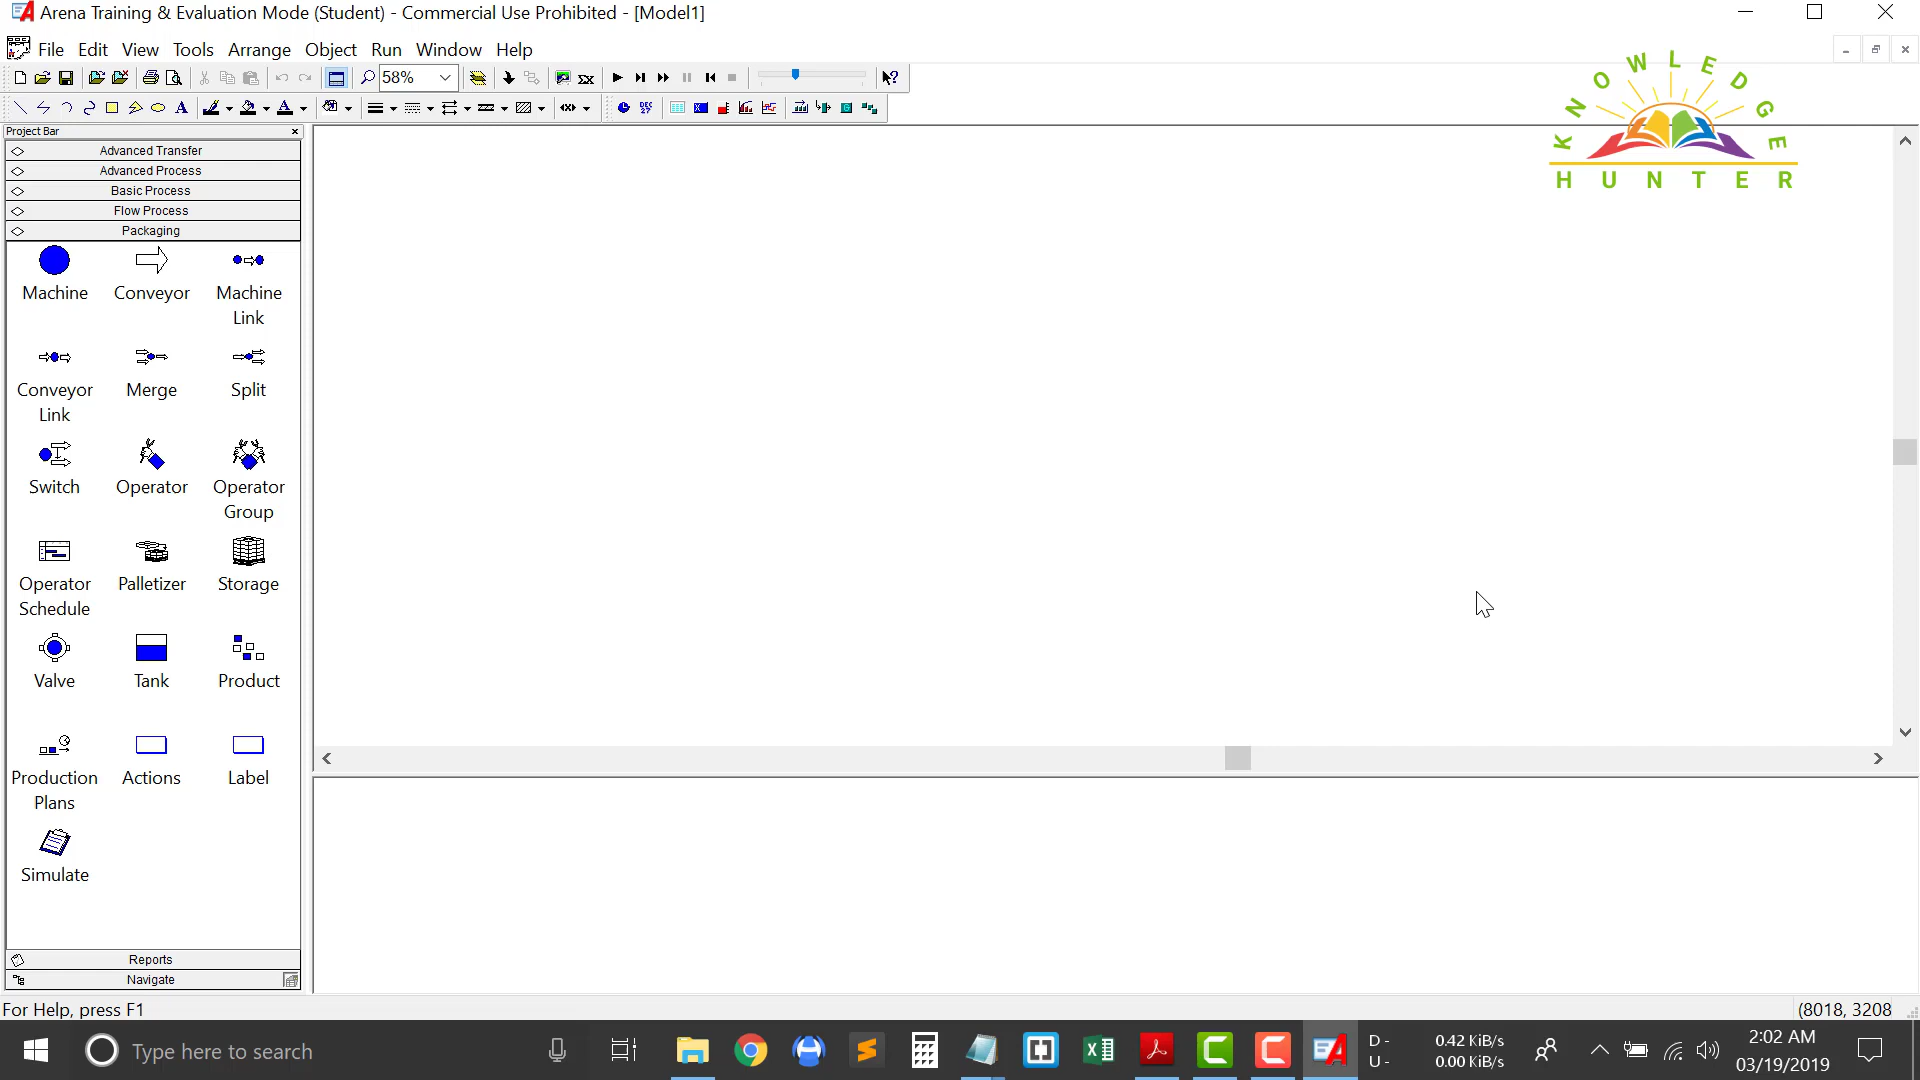 Arena Training & Evaluation Mode (Student) - Commercial Use Prohibited - [Model1]
File Edit View Tools Arrange Object Run Window Help
58%
KNOWLEDGE
HUNTER
Project Bar
Advanced Transfer
Advanced Process
Basic Process
Flow Process
Packaging
Machine Conveyor Machine Link
Conveyor Link Merge Split
Switch Operator Operator Group
Operator Schedule Palletizer Storage
Valve Tank Product
Production Plans Actions Label
Simulate
Reports
Navigate
For Help, press F1
(8018, 3208
Type here to search
D - 0.42 KiB/s
U - 0.00 KiB/s
2:02 AM
03/19/2019